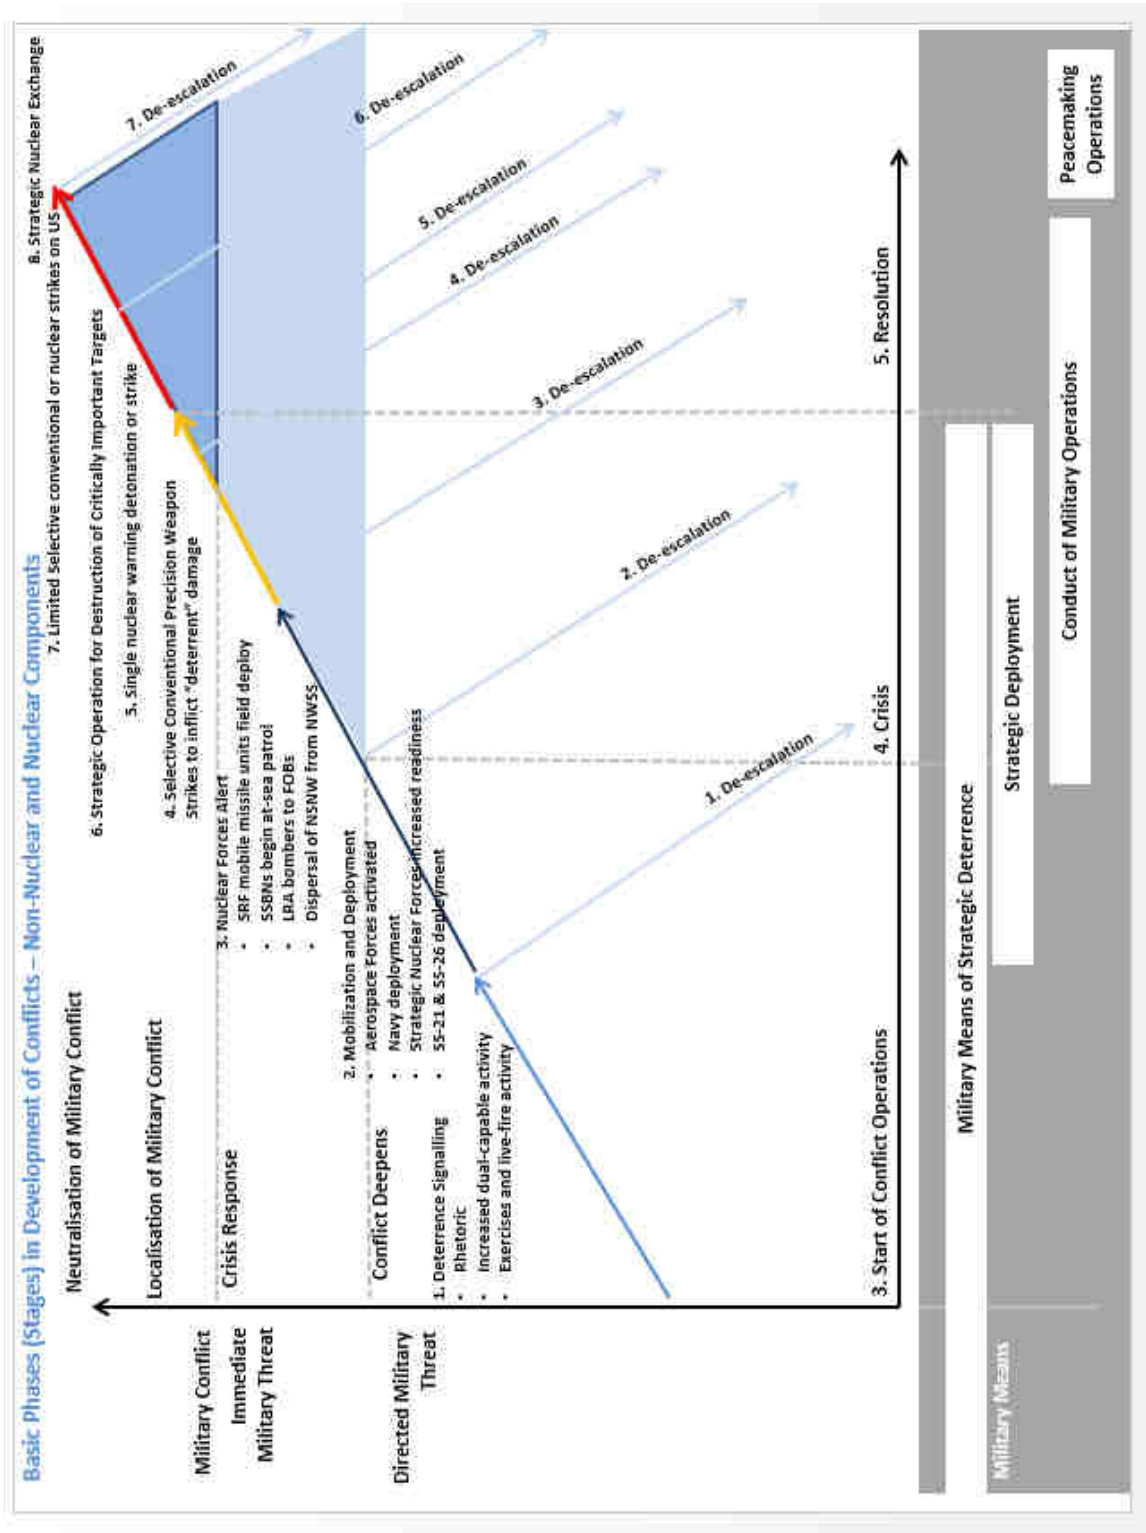 Basic Phases (Stages) in Development of Conflicts – Non-Nuclear and Nuclear Components
8. Strategic Nuclear Exchange
7. Limited Selective conventional or nuclear strikes on US
6. Strategic Operation for Destruction of Critically Important Targets
5. Single nuclear warning detonation or strike
4. Selective Conventional Precision Weapon
Strikes to inflict "deterrent" damage
3. Nuclear Forces Alert
• SRF mobile missile units field deploy
• SSBNs begin at-sea patrol
• LRA bombers to FOBs
• Dispersal of NSNW from NWSS
2. Mobilization and Deployment
• Aerospace Forces activated
• Navy deployment
• Strategic Nuclear Forces increased readiness
• SS-21 & SS-26 deployment
1. Deterrence Signalling
• Rhetoric
• Increased dual-capable activity
• Exercises and live-fire activity
Neutralisation of Military Conflict
Localisation of Military Conflict
Crisis Response
Conflict Deepens
Military Conflict
Immediate
Military Threat
Directed Military
Threat
1. De-escalation
2. De-escalation
3. De-escalation
4. De-escalation
5. De-escalation
6. De-escalation
7. De-escalation
3. Start of Conflict Operations
4. Crisis
5. Resolution
Military Means of Strategic Deterrence
Military Means
Strategic Deployment
Conduct of Military Operations
Peacemaking
Operations